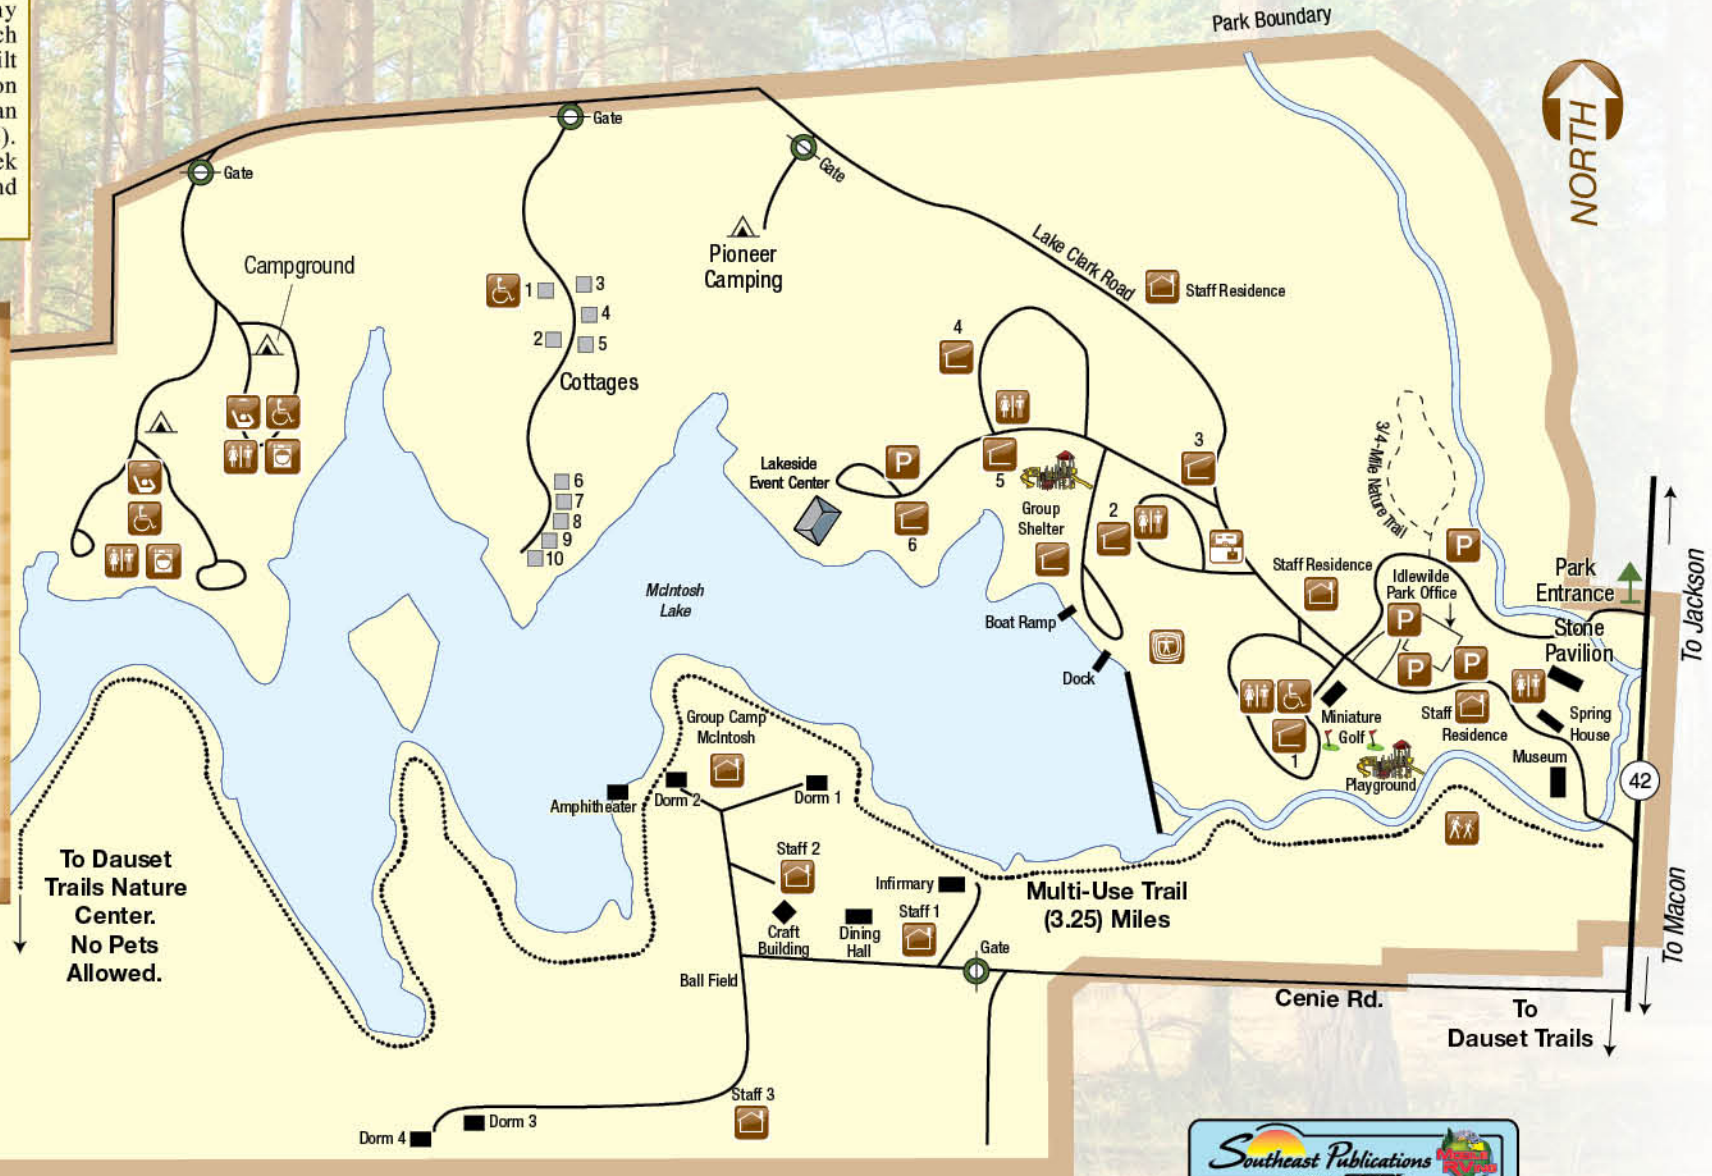 Park Boundary
NORTH
Gate
Gate
Gate
Campground
Pioneer
Camping
Lake Clark Road
Staff Residence
1
3
4
2
5
Cottages
4
3
3/4-Mile Nature Trail
P
5
6
7
8
9
10
Lakeside
Event Center
6
Group
Shelter
2
P
Park
Entrance
To Jackson
Staff Residence
Idlewilde
Park Office
McIntosh
Lake
Boat Ramp
Dock
P
P
P
Stone
Pavilion
Spring
House
Staff
Residence
Museum
Miniature
Golf
1
Playground
42
Group Camp
McIntosh
Amphitheater
Dorm 2
Dorm 1
To Dauset
Trails Nature
Center.
No Pets
Allowed.
Staff 2
Infirmary
Staff 1
Craft
Building
Dining
Hall
Multi-Use Trail
(3.25) Miles
Gate
Ball Field
To Macon
Cenie Rd.
To
Dauset Trails
Staff 3
Dorm 3
Dorm 4
Southeast Publications